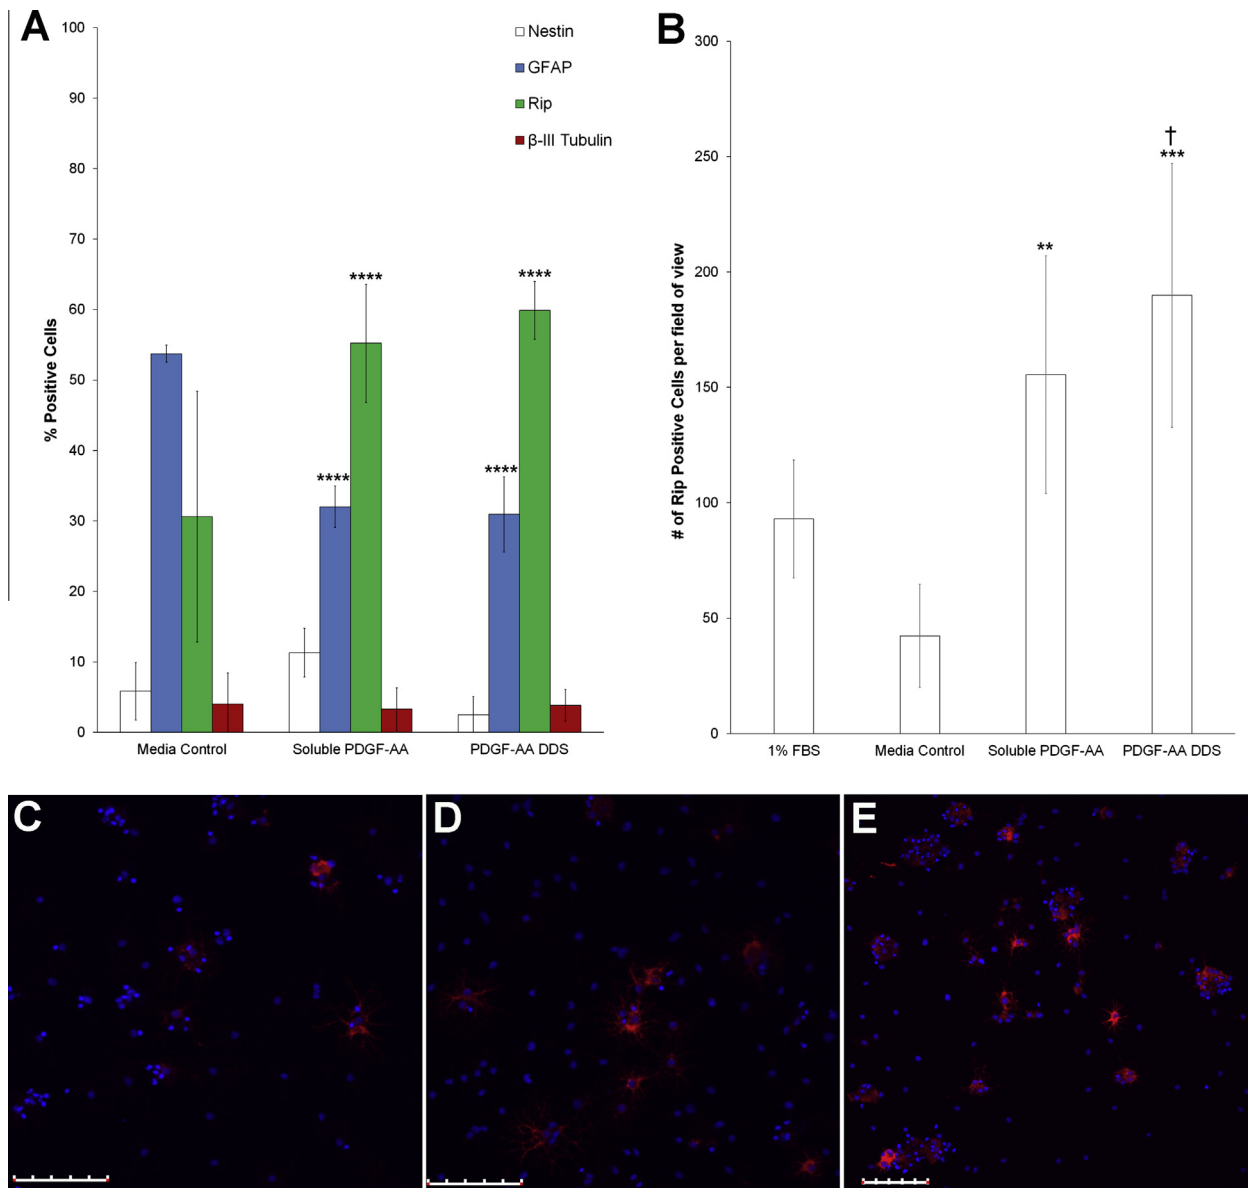 A
100
90
80
70
60
50
40
30
20
10
0
% Positive Cells
Nestin
GFAP
Rip
β-III Tubulin
****
****
****
****
Media Control
Soluble PDGF-AA
PDGF-AA DDS
B
300
250
200
150
100
50
0
# of Rip Positive Cells per field of view
**
†
***
1% FBS
Media Control
Soluble PDGF-AA
PDGF-AA DDS
C
D
E